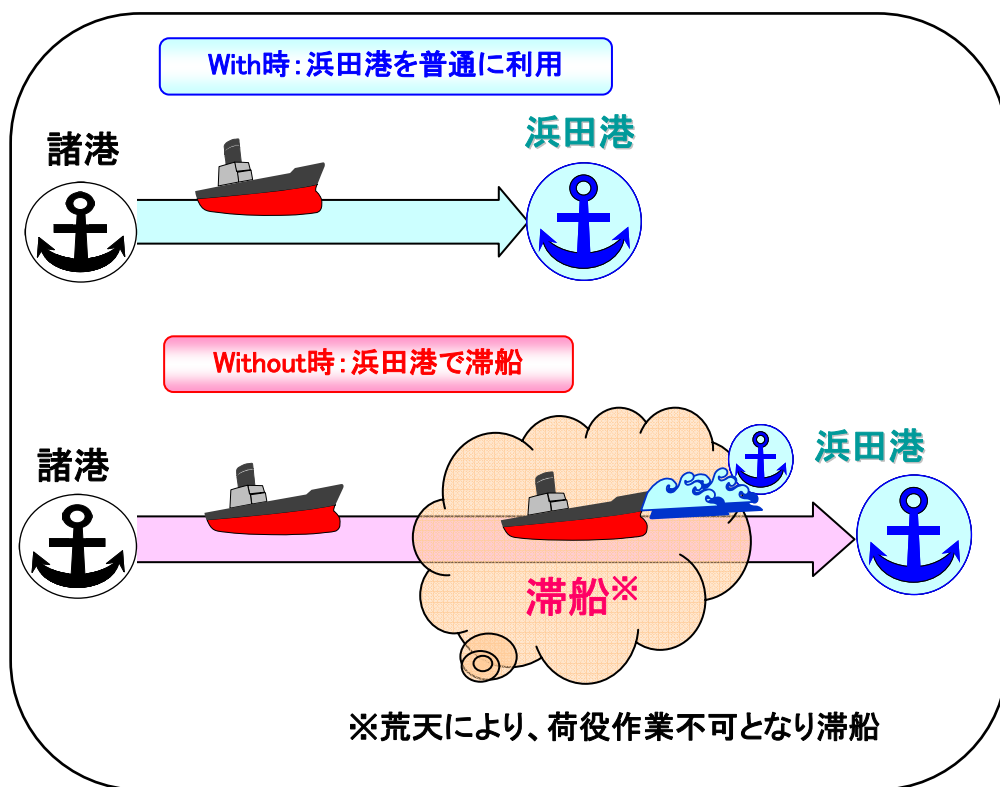 With時：浜田港を普通に利用
諸港
浜田港
Without時：浜田港で滞船
諸港
浜田港
滞船※
※荒天により、荷役作業不可となり滞船